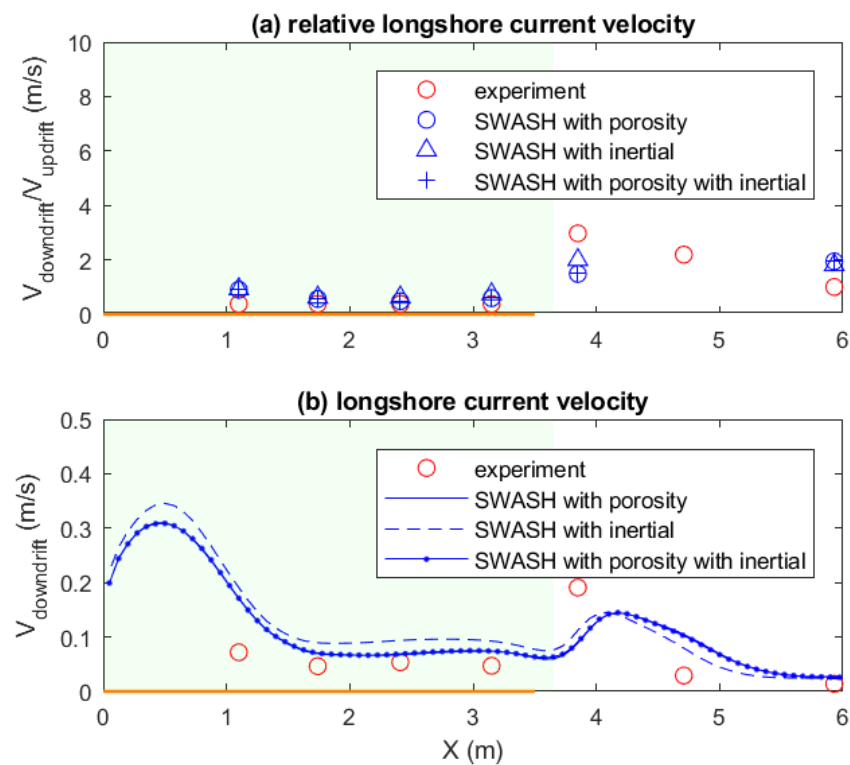 (a) relative longshore current velocity
V_downdrift/V_updrift (m/s)
10
8
6
4
2
0
experiment
SWASH with porosity
SWASH with inertial
SWASH with porosity with inertial
0 1 2 3 4 5 6
(b) longshore current velocity
V_downdrift (m/s)
0.5
0.4
0.3
0.2
0.1
0
experiment
SWASH with porosity
SWASH with inertial
SWASH with porosity with inertial
0 1 2 3 4 5 6
X (m)